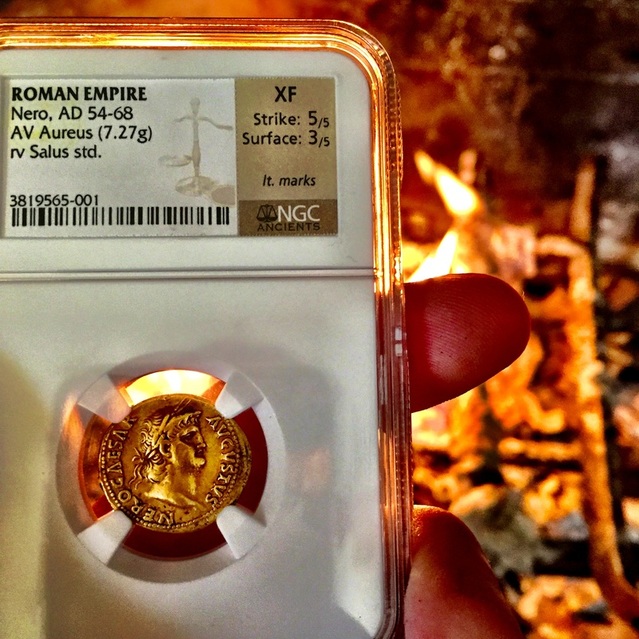 ROMAN EMPIRE
Nero, AD 54-68
AV Aureus (7.27g)
rv Salus std.
3819565-001
XF
Strike: 5/5
Surface: 3/5
lt. marks
NGC
ANCIENTS
NERO CAESAR AVGVSTVS